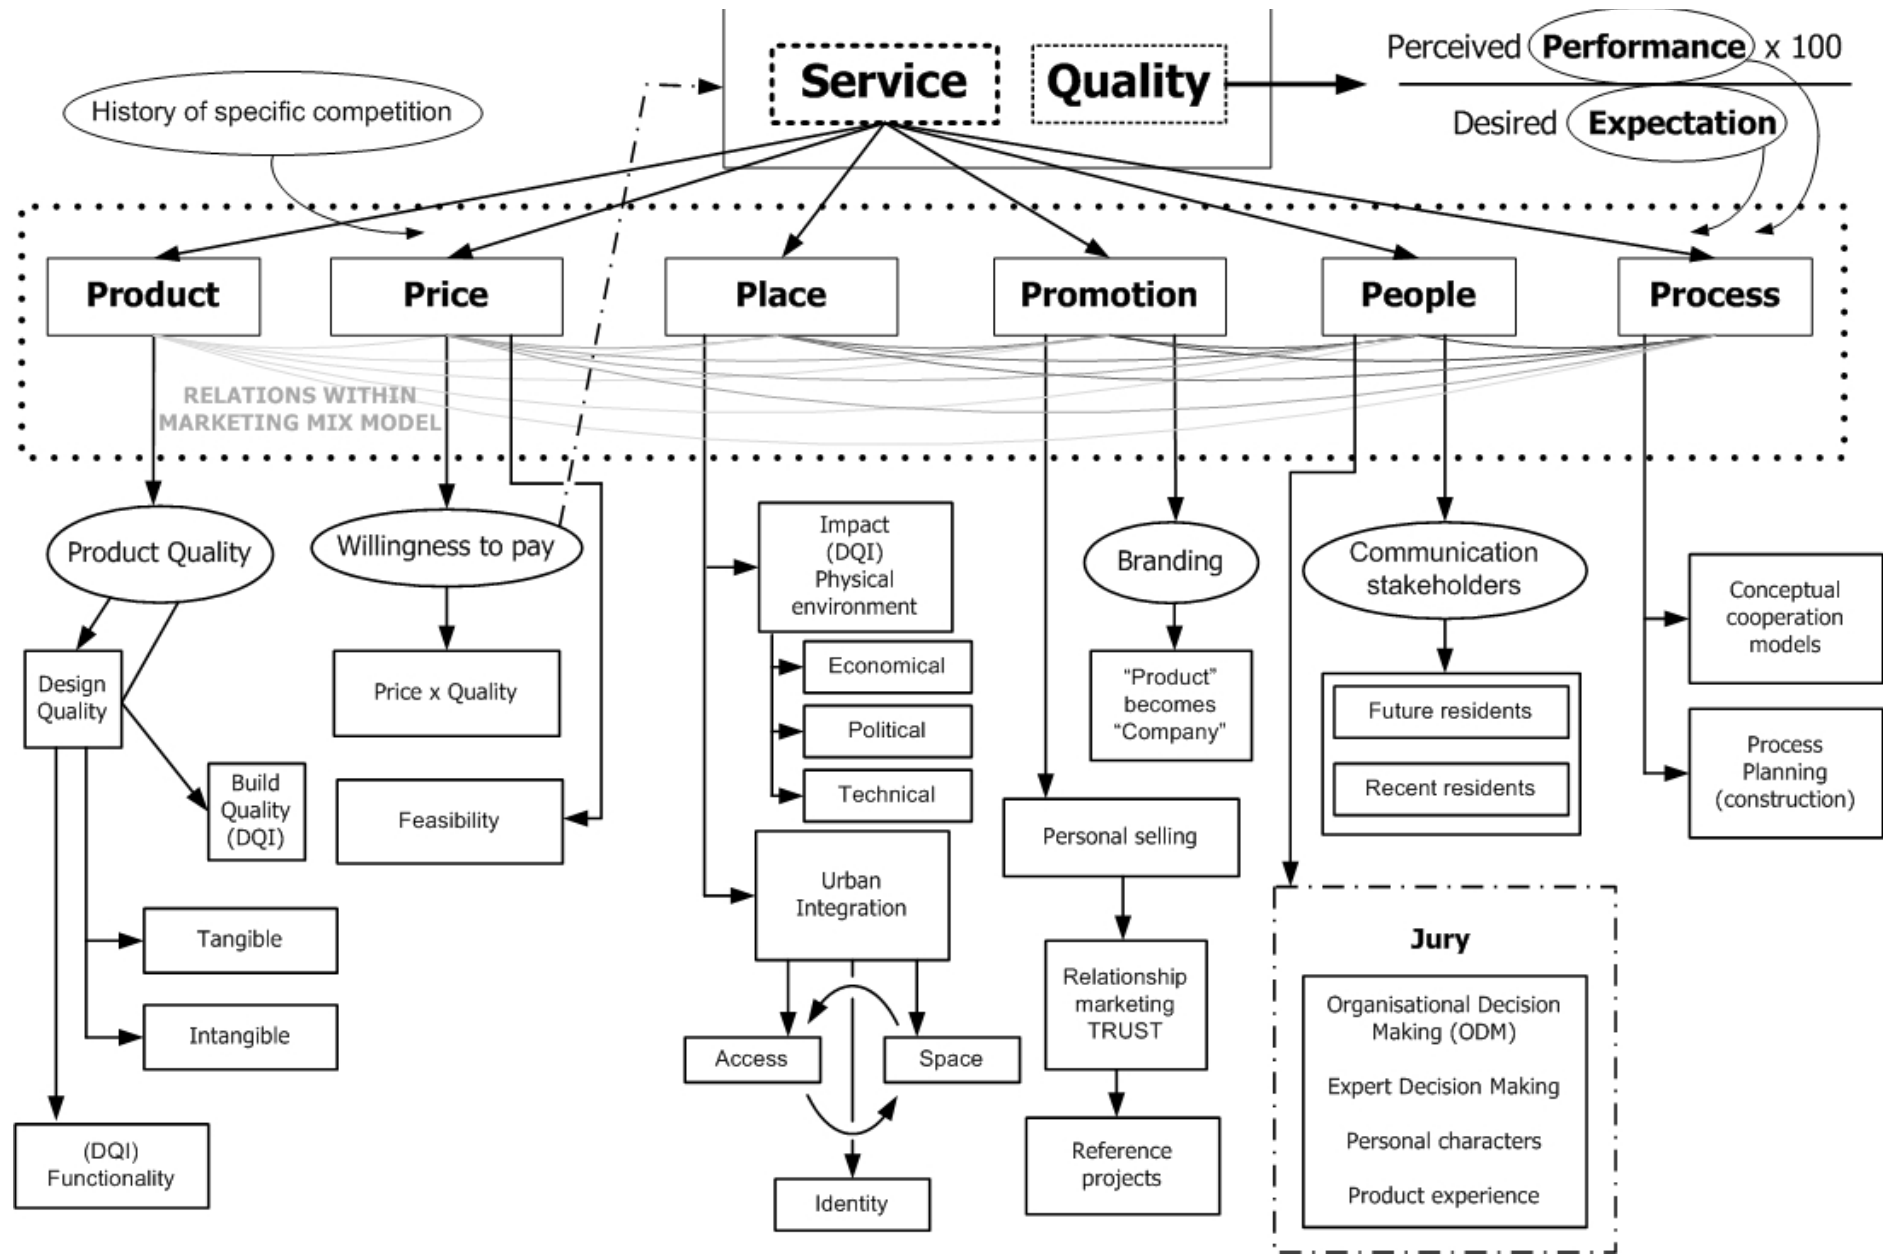 Service Quality
Perceived Performance x 100
Desired Expectation
History of specific competition
Product
Price
Place
Promotion
People
Process
RELATIONS WITHIN
MARKETING MIX MODEL
Product Quality
Design
Quality
Build
Quality
(DQI)
Tangible
Intangible
(DQI)
Functionality
Willingness to pay
Price x Quality
Feasibility
Impact
(DQI)
Physical
environment
Economical
Political
Technical
Urban
Integration
Access
Space
Identity
Branding
“Product”
becomes
“Company”
Personal selling
Relationship
marketing
TRUST
Reference
projects
Communication
stakeholders
Future residents
Recent residents
Jury
Organisational Decision
Making (ODM)
Expert Decision Making
Personal characters
Product experience
Conceptual
cooperation
models
Process
Planning
(construction)